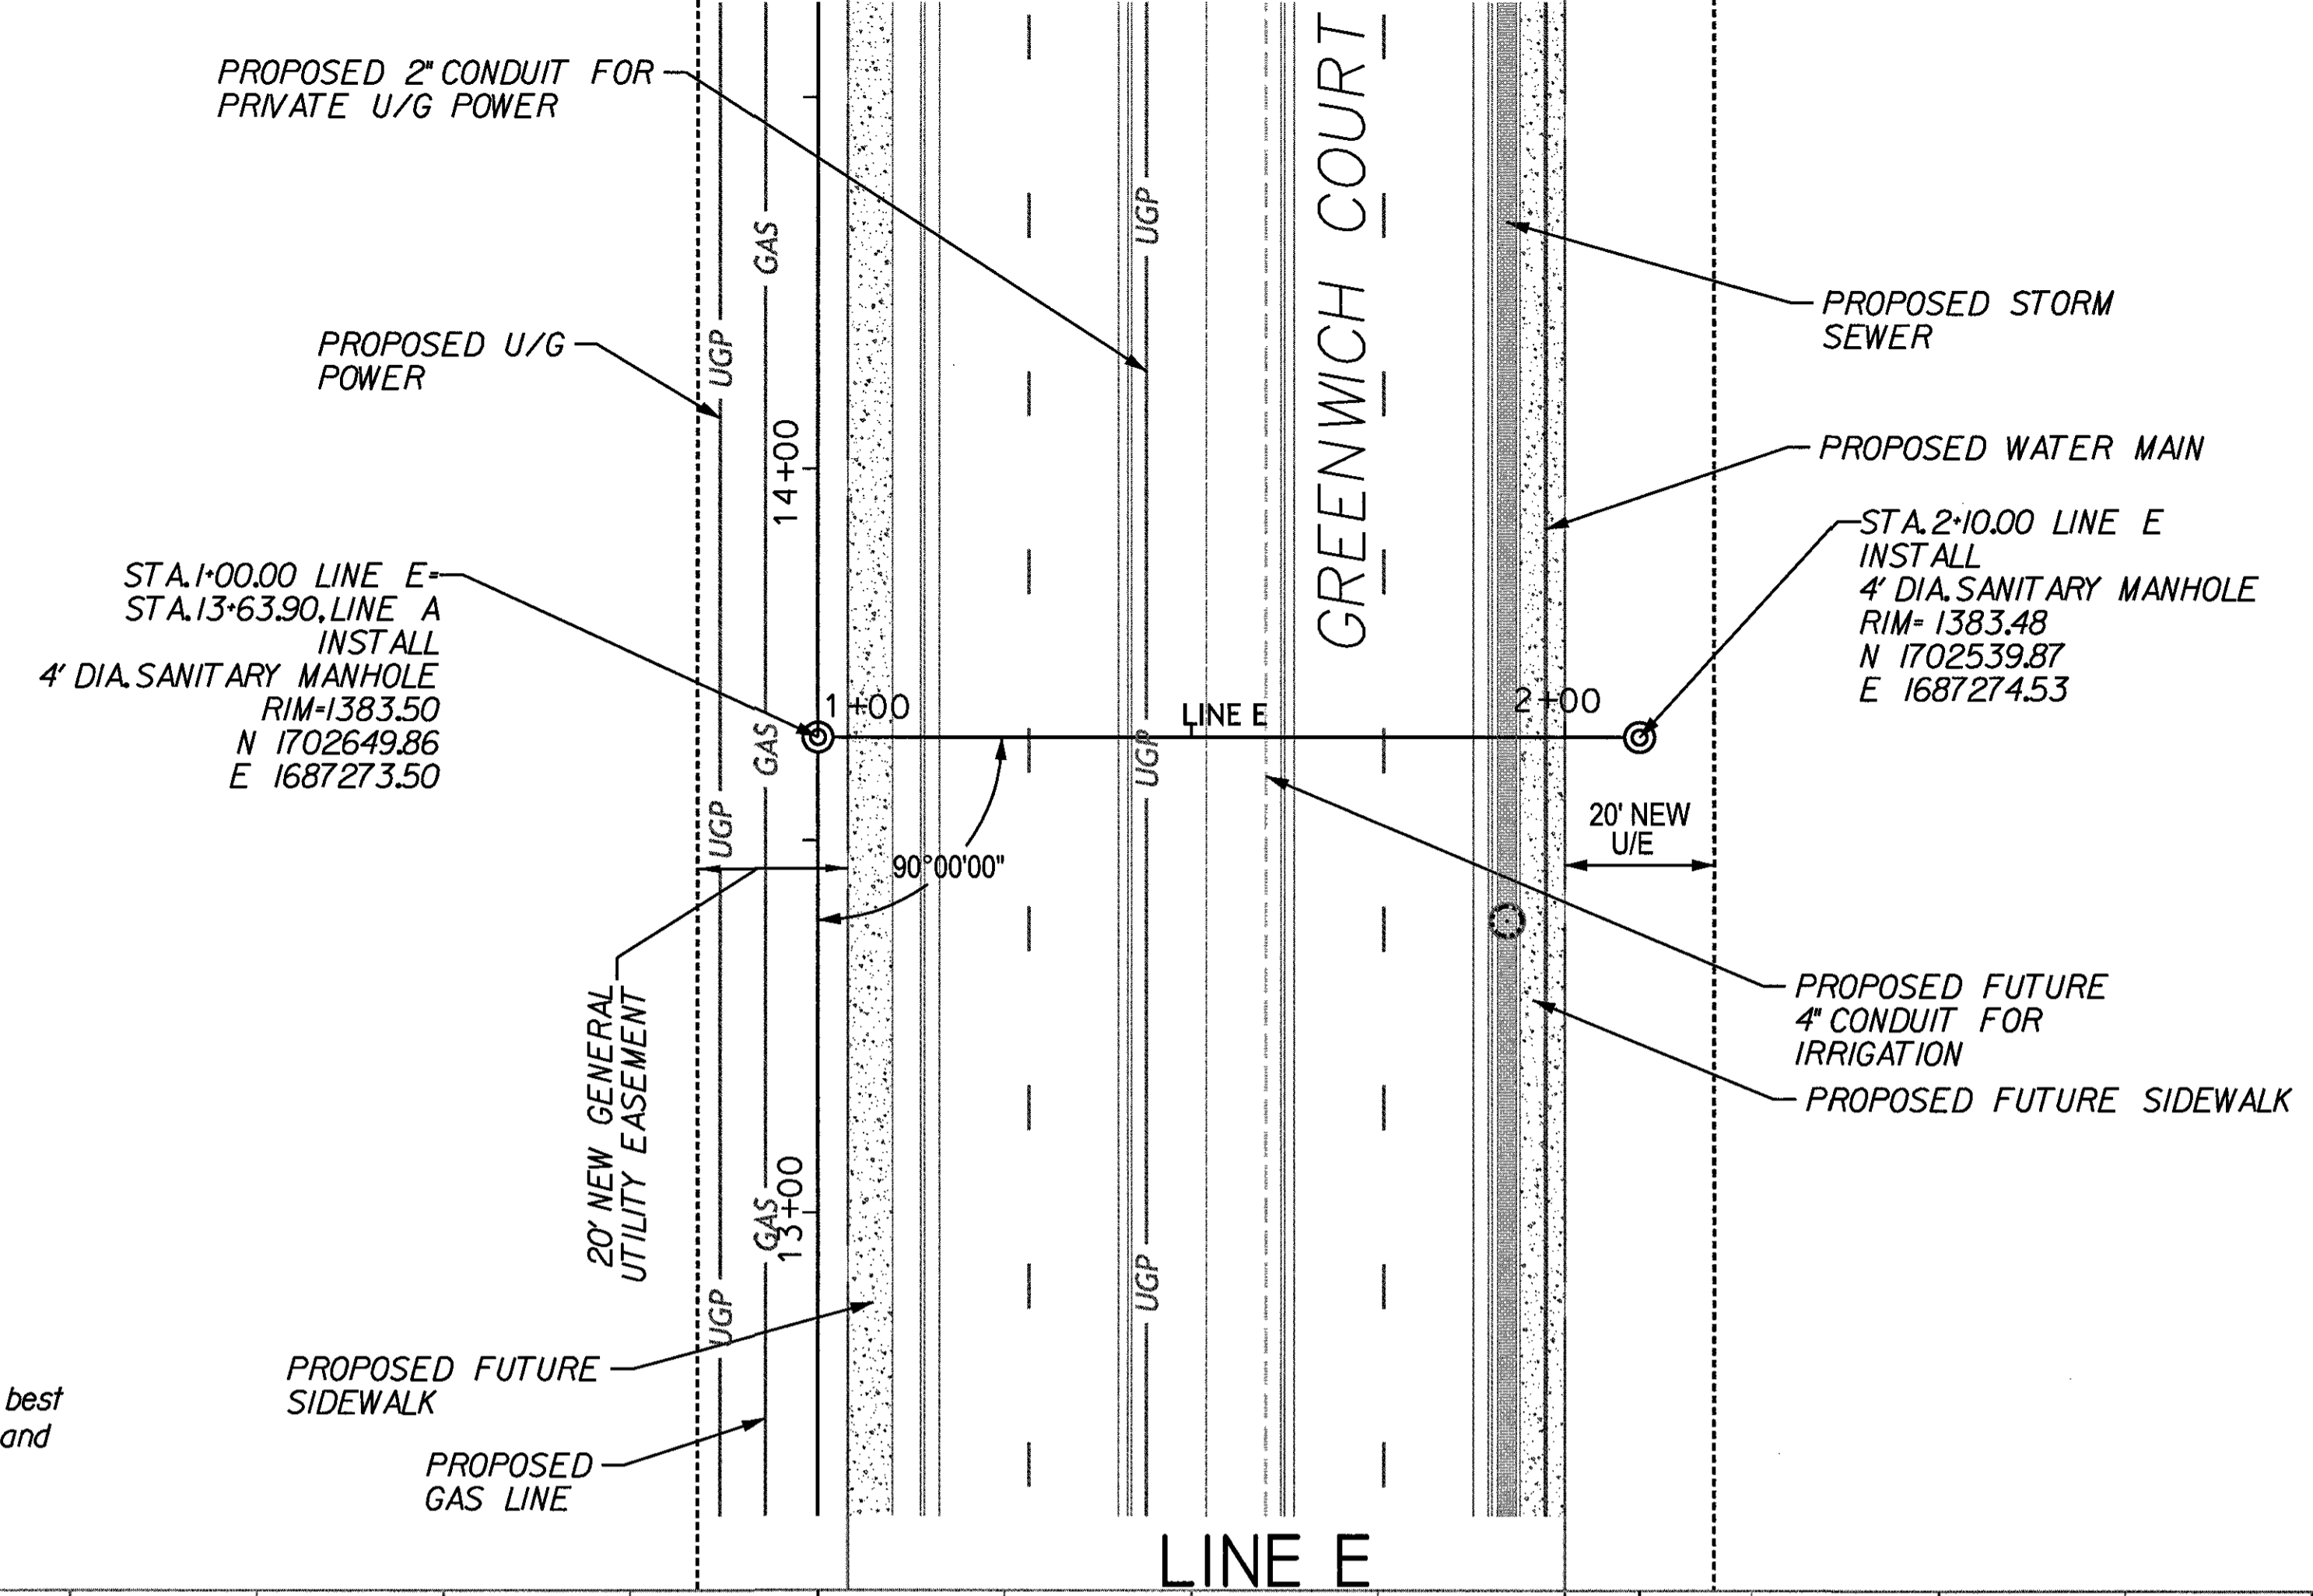 PROPOSED 2" CONDUIT FOR
PRIVATE U/G POWER
PROPOSED U/G
POWER
STA. 1+00.00 LINE E=
STA. 13+63.90, LINE A
INSTALL
4' DIA. SANITARY MANHOLE
RIM=1383.50
N 1702649.86
E 1687273.50
20' NEW GENERAL
UTILITY EASEMENT
PROPOSED FUTURE
SIDEWALK
PROPOSED
GAS LINE
best
and
UGP
UGP
UGP
GAS
GAS
GAS
14+00
13+00
1+00
90°00'00"
UGP
UGP
UGP
LINE E
GREENWICH COURT
2+00
20' NEW
U/E
PROPOSED STORM
SEWER
PROPOSED WATER MAIN
STA. 2+10.00 LINE E
INSTALL
4' DIA. SANITARY MANHOLE
RIM= 1383.48
N 1702539.87
E 1687274.53
PROPOSED FUTURE
4" CONDUIT FOR
IRRIGATION
PROPOSED FUTURE SIDEWALK
LINE E